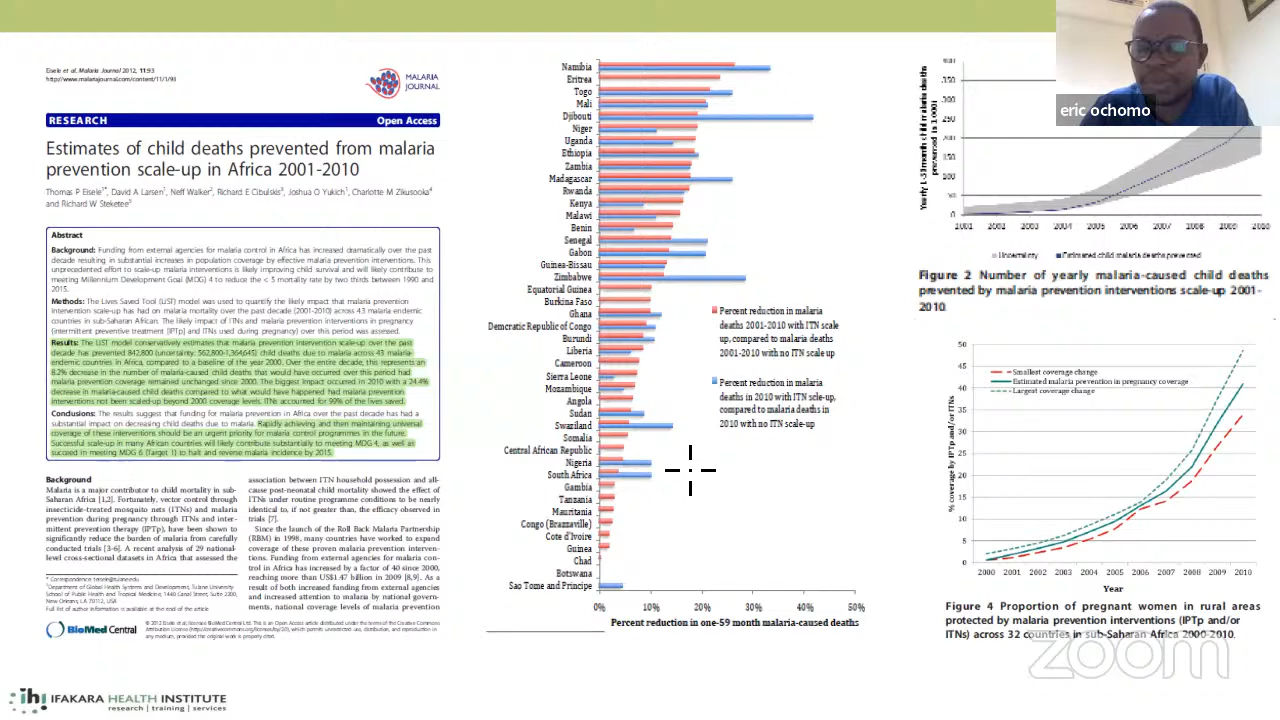 Eisele et al. Malaria Journal 2012, 11:93
http://www.malariajournal.com/content/11/1/93
MALARIA
JOURNAL
RESEARCH
Open Access
Estimates of child deaths prevented from malaria
prevention scale-up in Africa 2001-2010
Thomas P Eisele1*, David A Larsen1, Neff Walker2, Richard E Cibulskis3, Joshua O Yukich1, Charlotte M Zikusooka4
and Richard W Steketee5
Abstract
Background: Funding from external agencies for malaria control in Africa has increased dramatically over the past
decade resulting in substantial increases in population coverage by effective malaria prevention interventions. This
unprecedented effort to scale-up malaria interventions is likely improving child survival and will likely contribute to
meeting Millennium Development Goal (MDG) 4 to reduce the < 5 mortality rate by two thirds between 1990 and
2015.
Methods: The Lives Saved Tool (LiST) model was used to quantify the likely impact that malaria prevention
intervention scale-up has had on malaria mortality over the past decade (2001-2010) across 43 malaria endemic
countries in sub-Saharan African. The likely impact of ITNs and malaria prevention interventions in pregnancy
(intermittent preventive treatment [IPTp] and ITNs used during pregnancy) over this period was assessed.
Results: The LiST model conservatively estimates that malaria prevention intervention scale-up over the past
decade has prevented 842,800 (uncertainty: 562,800-1,364,645) child deaths due to malaria across 43 malaria-
endemic countries in Africa, compared to a baseline of the year 2000. Over the entire decade, this represents an
8.2% decrease in the number of malaria-caused child deaths that would have occurred over this period had
malaria prevention coverage remained unchanged since 2000. The biggest impact occurred in 2010 with a 24.4%
decrease in malaria-caused child deaths compared to what would have happened had malaria prevention
interventions not been scaled-up beyond 2000 coverage levels. ITNs accounted for 99% of the lives saved.
Conclusions: The results suggest that funding for malaria prevention in Africa over the past decade has had a
substantial impact on decreasing child deaths due to malaria. Rapidly achieving and then maintaining universal
coverage of these interventions should be an urgent priority for malaria control programmes in the future.
Successful scale-up in many African countries will likely contribute substantially to meeting MDG 4, as well as
succeed in meeting MDG 6 (Target 1) to halt and reverse malaria incidence by 2015.
Background
Malaria is a major contributor to child mortality in sub-
Saharan Africa [1,2]. Fortunately, vector control through
insecticide-treated mosquito nets (ITNs) and malaria
prevention during pregnancy through ITNs and inter-
mittent prevention therapy (IPTp), have been shown to
significantly reduce the burden of malaria from carefully
conducted trials [3-6]. A recent analysis of 29 national-
level cross-sectional datasets in Africa that assessed the
* Correspondence: teisele@tulane.edu
1Department of Global Health Systems and Development, Tulane University
School of Public Health and Tropical Medicine, 1440 Canal Street, Suite 2200,
New Orleans, LA 70112, USA
Full list of author information is available at the end of the article
association between ITN household possession and all-
cause post-neonatal child mortality showed the effect of
ITNs under routine programme conditions to be nearly
identical to, if not greater than, the efficacy observed in
trials [7].
Since the launch of the Roll Back Malaria Partnership
(RBM) in 1998, many countries have worked to expand
coverage of these proven malaria prevention interven-
tions. Funding from external agencies for malaria con-
trol in Africa has increased by a factor of 40 since 2000,
reaching more than US$1.47 billion in 2009 [8,9]. As a
result of both increased funding from external agencies
and increased attention to malaria by national govern-
ments, national coverage levels of malaria prevention
BioMed Central
© 2012 Eisele et al; licensee BioMed Central Ltd. This is an Open Access article distributed under the terms of the Creative Commons
Attribution License (http://creativecommons.org/licenses/by/2.0), which permits unrestricted use, distribution, and reproduction in
any medium, provided the original work is properly cited.
Namibia
Eritrea
Togo
Mali
Djibouti
Niger
Uganda
Ethiopia
Zambia
Madagascar
Rwanda
Kenya
Malawi
Benin
Senegal
Gabon
Guinea-Bissau
Zimbabwe
Equatorial Guinea
Burkina Faso
Ghana
Democratic Republic of Congo
Burundi
Liberia
Cameroon
Sierra Leone
Mozambique
Angola
Sudan
Swaziland
Somalia
Central African Republic
Nigeria
South Africa
Gambia
Tanzania
Mauritania
Congo (Brazzaville)
Cote d'Ivoire
Guinea
Chad
Botswana
Sao Tome and Principe
0% 10% 20% 30% 40% 50%
Percent reduction in one-59 month malaria-caused deaths
Percent reduction in malaria
deaths 2001-2010 with ITN scale
up, compared to malaria deaths
2001-2010 with no ITN scale up
Percent reduction in malaria
deaths in 2010 with ITN scle-up,
compared to malaria deaths in
2010 with no ITN scale-up
eric ochomo
Yearly 1-59 month child malaria deaths
prevented (in 1,000)
350
300
250
200
150
100
50
0
2001 2002 2003 2004 2005 2006 2007 2008 2009 2010
Uncertainty
Estimated child malaria deaths prevented
Figure 2 Number of yearly malaria-caused child deaths
prevented by malaria prevention interventions scale-up 2001-
2010.
% coverage by IPTp and/or ITNs
50
45
40
35
30
25
20
15
10
5
0
Smallest coverage change
Estimated malaria prevention in pregnancy coverage
Largest coverage change
2000 2001 2002 2003 2004 2005 2006 2007 2008 2009 2010
Year
Figure 4 Proportion of pregnant women in rural areas
protected by malaria prevention interventions (IPTp and/or
ITNs) across 32 countries in sub-Saharan Africa 2000-2010.
zoom
ihi IFAKARA HEALTH INSTITUTE
research | training | services